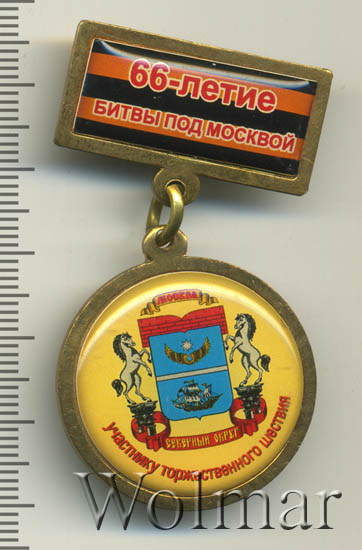 66-летие
БИТВЫ ПОД МОСКВОЙ
МОСКВА
СЕВЕРНЫЙ ОКРУГ
участнику торжественного шествия
Wolmar